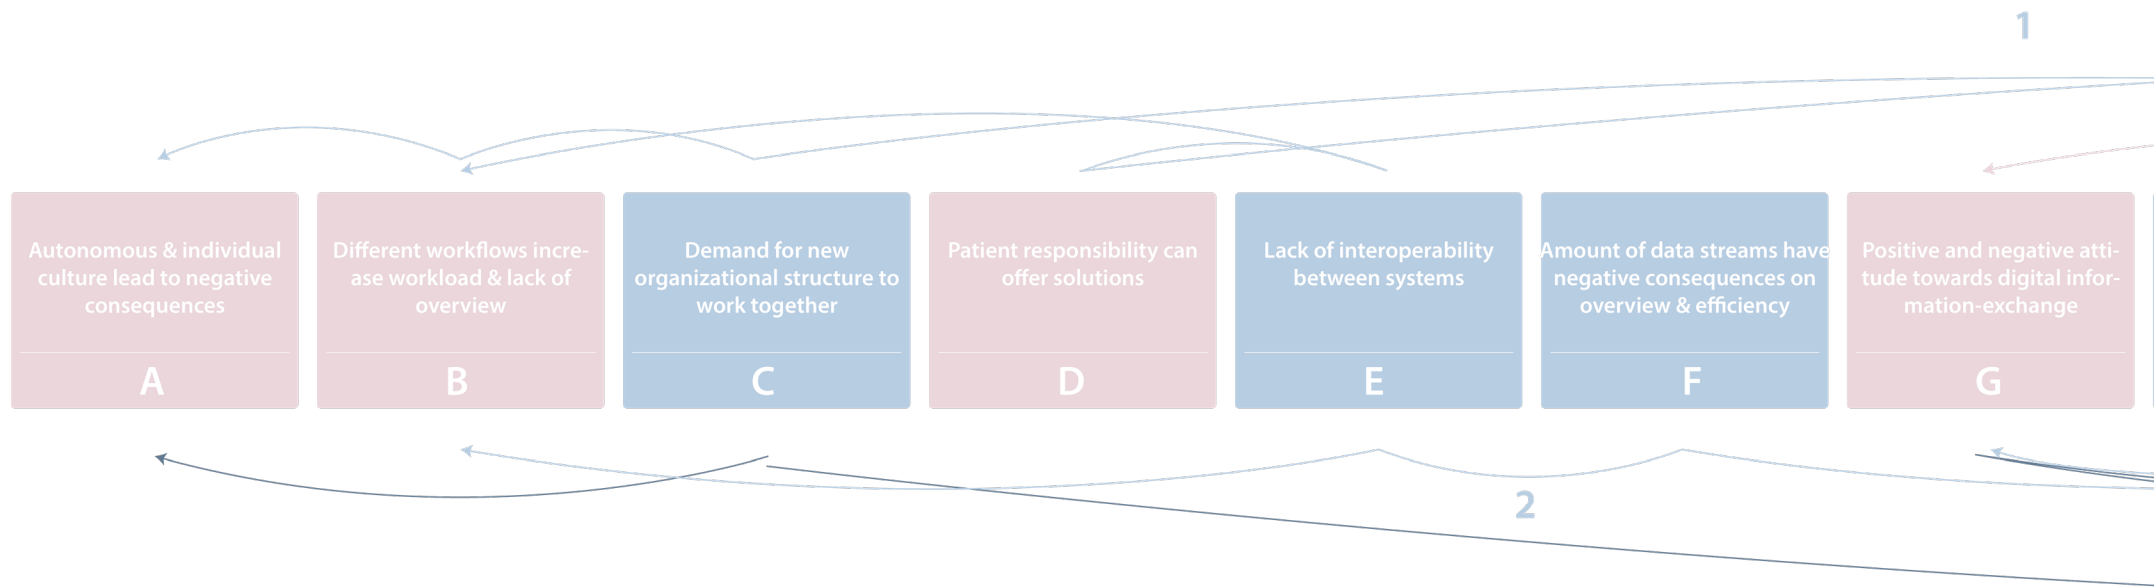 1
Autonomous & individual
culture lead to negative
consequences
A
Different workflows incre-
ase workload & lack of
overview
B
Demand for new
organizational structure to
work together
C
Patient responsibility can
offer solutions
D
Lack of interoperability
between systems
E
Amount of data streams have
negative consequences on
overview & efficiency
F
Positive and negative atti-
tude towards digital infor-
mation-exchange
G
2